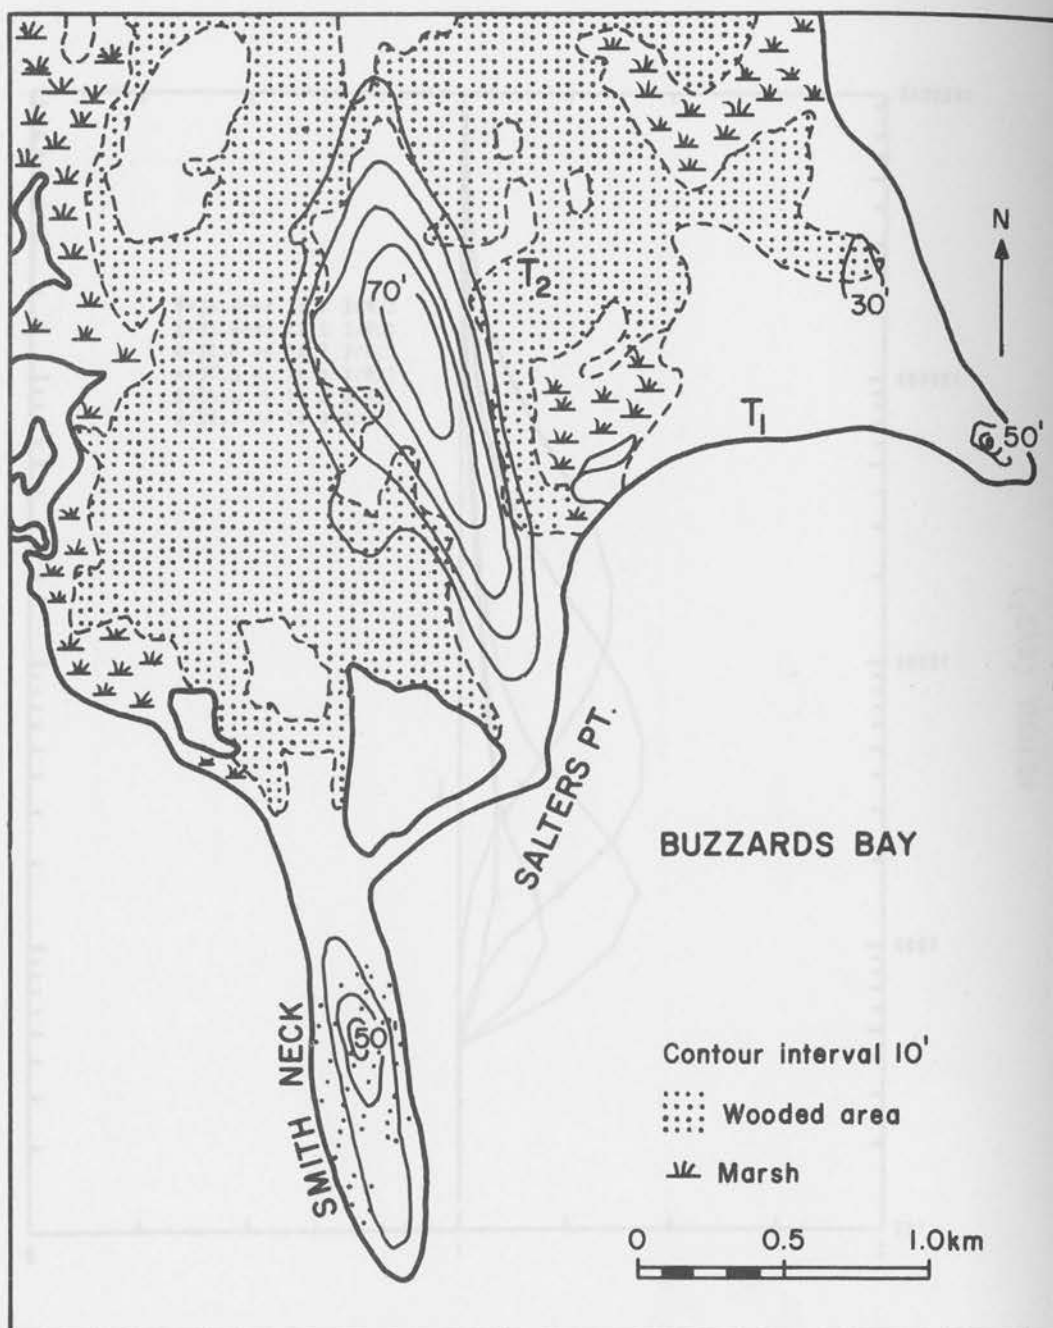 N
T2
70'
30'
T1
50'
SALTERS PT.
BUZZARDS BAY
SMITH NECK
50
Contour interval 10'
Wooded area
Marsh
0 0.5 1.0km